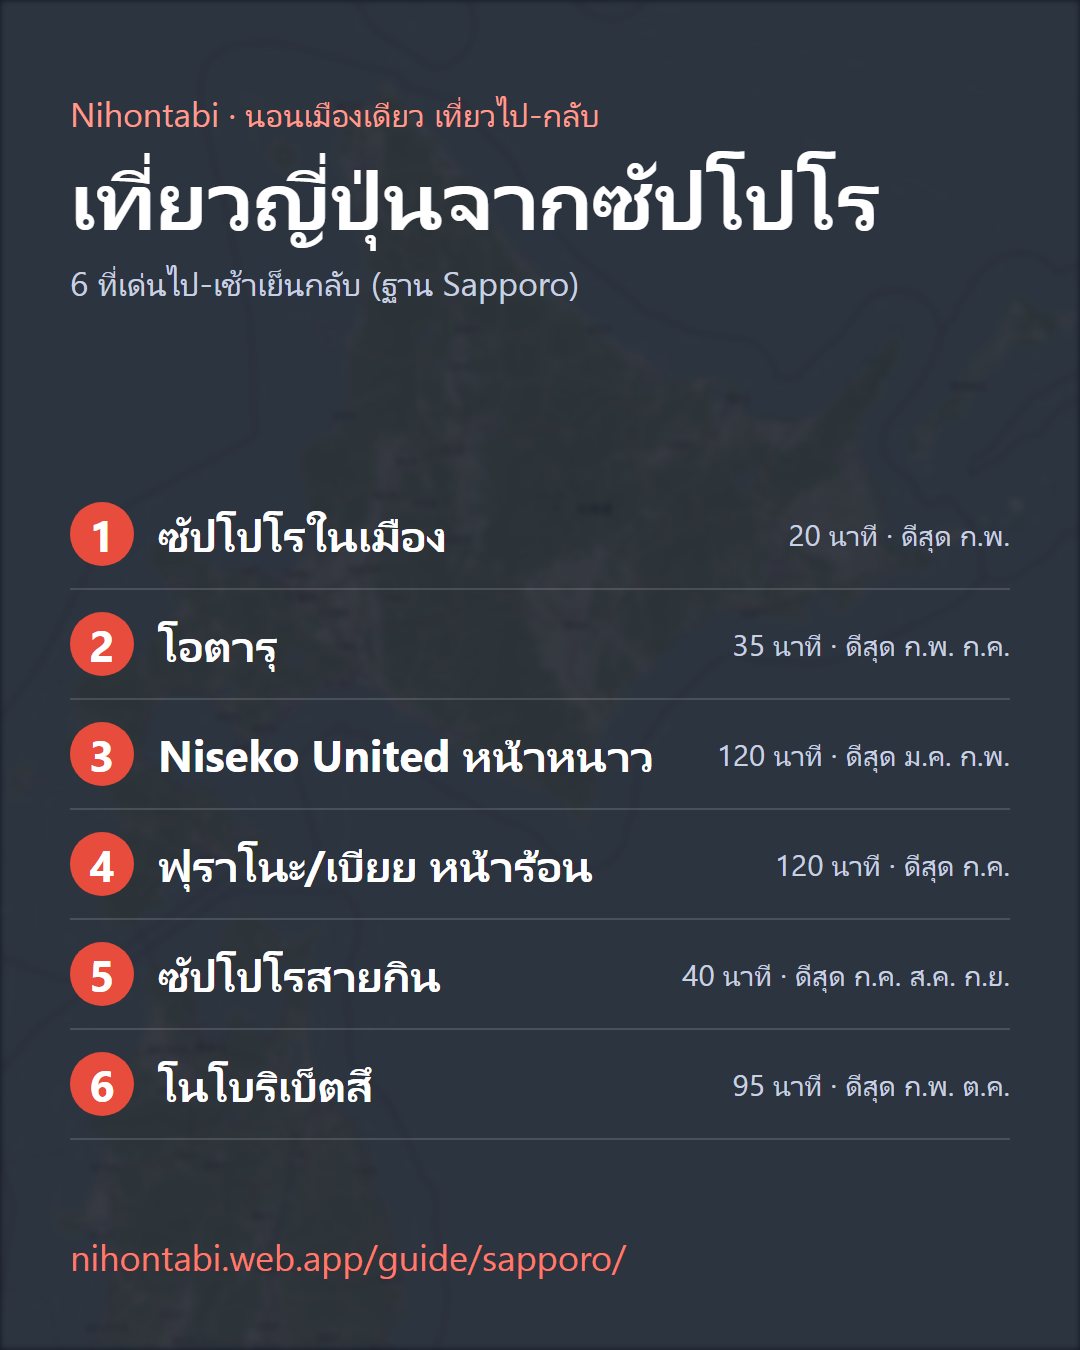 Nihontabi · นอนเมืองเดียว เที่ยวไป-กลับ
เที่ยวญี่ปุ่นจากซัปโปโร
6 ที่เด่นไป-เช้าเย็นกลับ (ฐาน Sapporo)
1 ซัปโปโรในเมือง 20 นาที · ดีสุด ก.พ.
2 โอตารุ 35 นาที · ดีสุด ก.พ. ก.ค.
3 Niseko United หน้าหนาว 120 นาที · ดีสุด ม.ค. ก.พ.
4 ฟุราโนะ/เบียย หน้าร้อน 120 นาที · ดีสุด ก.ค.
5 ซัปโปโรสายกิน 40 นาที · ดีสุด ก.ค. ส.ค. ก.ย.
6 โนโบริเบ็ตสึ 95 นาที · ดีสุด ก.พ. ต.ค.
nihontabi.web.app/guide/sapporo/